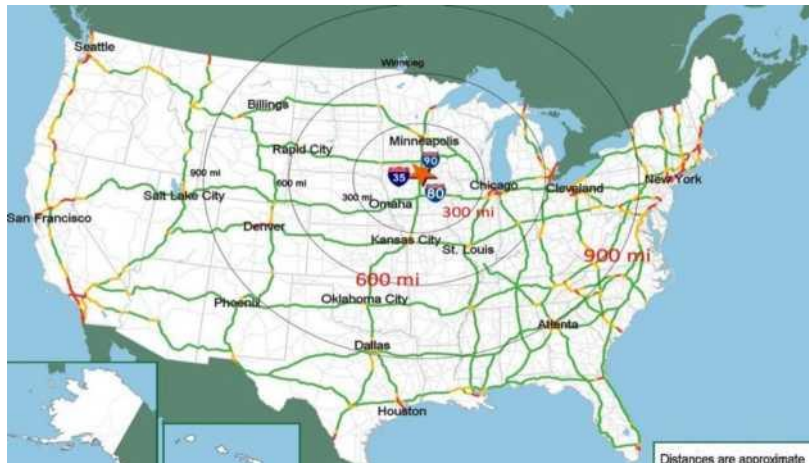 Seattle
Winnipeg
Billings
Minneapolis
Rapid City
90
900 mi
600 mi
35
Chicago
Cleveland
New York
Salt Lake City
300 mi
80
Omaha
300 mi
San Francisco
Denver
Kansas City
St. Louis
900 mi
600 mi
Phoenix
Oklahoma City
Atlanta
Dallas
Houston
Distances are approximate